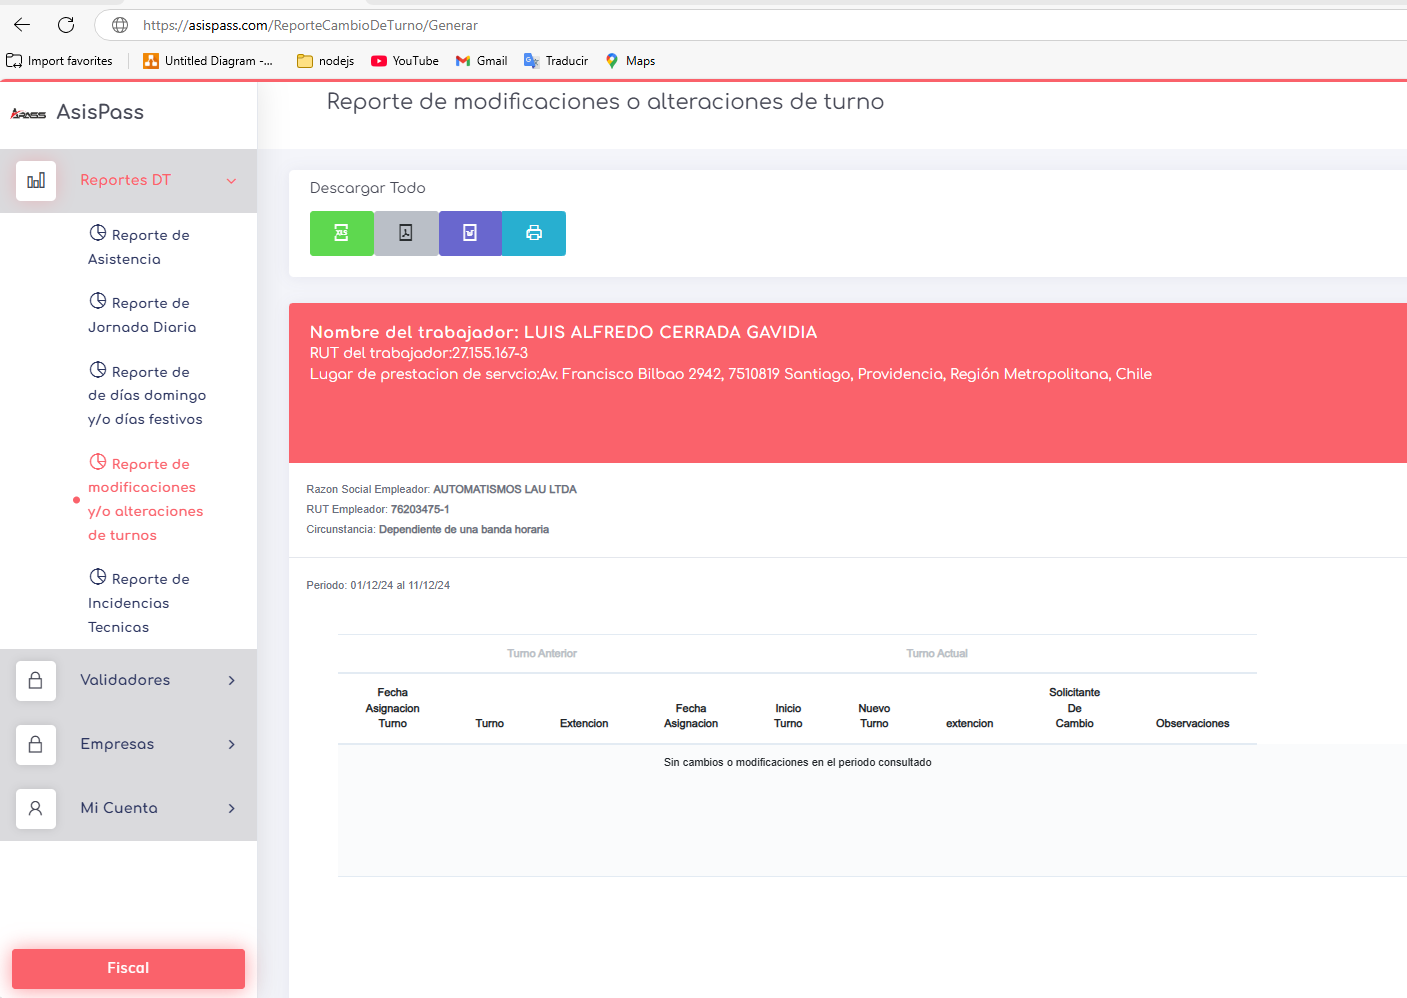 https://asispass.com/ReporteCambioDeTurno/Generar
Import favorites
Untitled Diagram -...
nodejs
YouTube
Gmail
Traducir
Maps
APASS AsisPass
Reporte de modificaciones o alteraciones de turno
Reportes DT
Reporte de
Asistencia
Reporte de
Jornada Diaria
Reporte de
de días domingo
y/o días festivos
Reporte de
modificaciones
y/o alteraciones
de turnos
Reporte de
Incidencias
Tecnicas
Validadores
Empresas
Mi Cuenta
Fiscal
Descargar Todo
XLS
Nombre del trabajador: LUIS ALFREDO CERRADA GAVIDIA
RUT del trabajador:27.155.167-3
Lugar de prestacion de servcio:Av. Francisco Bilbao 2942, 7510819 Santiago, Providencia, Región Metropolitana, Chile
Razon Social Empleador: AUTOMATISMOS LAU LTDA
RUT Empleador: 76203475-1
Circunstancia: Dependiente de una banda horaria
Periodo: 01/12/24 al 11/12/24
Turno Anterior
Turno Actual
Fecha
Asignacion
Turno
Turno
Extencion
Fecha
Asignacion
Inicio
Turno
Nuevo
Turno
extencion
Solicitante
De
Cambio
Observaciones
Sin cambios o modificaciones en el periodo consultado